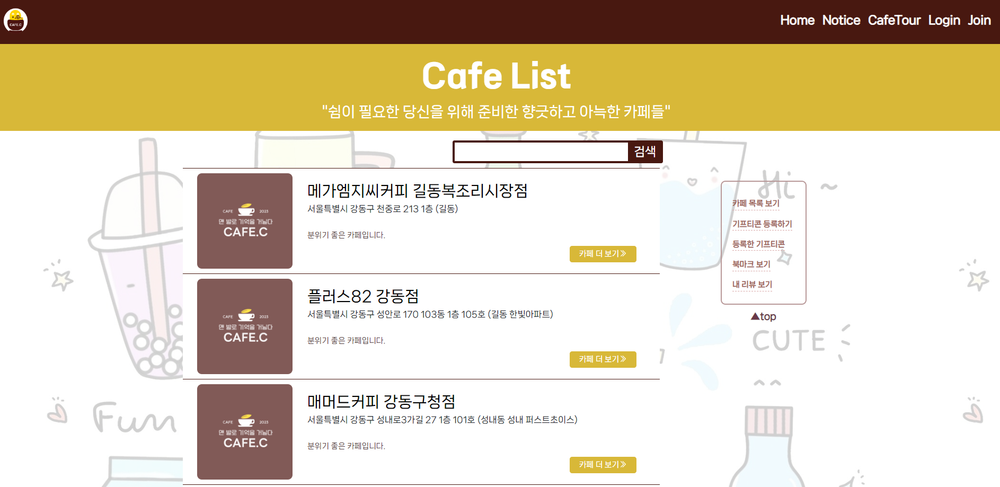 CAFE.C
Home Notice CafeTour Login Join
Cafe List
"쉼이 필요한 당신을 위해 준비한 향긋하고 아늑한 카페들"
검색
CAFE 2023
맨 발로 기억을 거닐다
CAFE.C
메가엠지씨커피 길동복조리시장점
서울특별시 강동구 천중로 213 1층 (길동)
분위기 좋은 카페입니다.
카페 더 보기
CAFE 2023
맨 발로 기억을 거닐다
CAFE.C
플러스82 강동점
서울특별시 강동구 성안로 170 103동 1층 105호 (길동 한빛아파트)
분위기 좋은 카페입니다.
카페 더 보기
CAFE 2023
맨 발로 기억을 거닐다
CAFE.C
매머드커피 강동구청점
서울특별시 강동구 성내로3가길 27 1층 101호 (성내동 성내 퍼스트초이스)
분위기 좋은 카페입니다.
카페 더 보기
Hi ~
카페 목록 보기
기프티콘 등록하기
등록한 기프티콘
북마크 보기
내 리뷰 보기
▲top
CUTE
^^
Fun